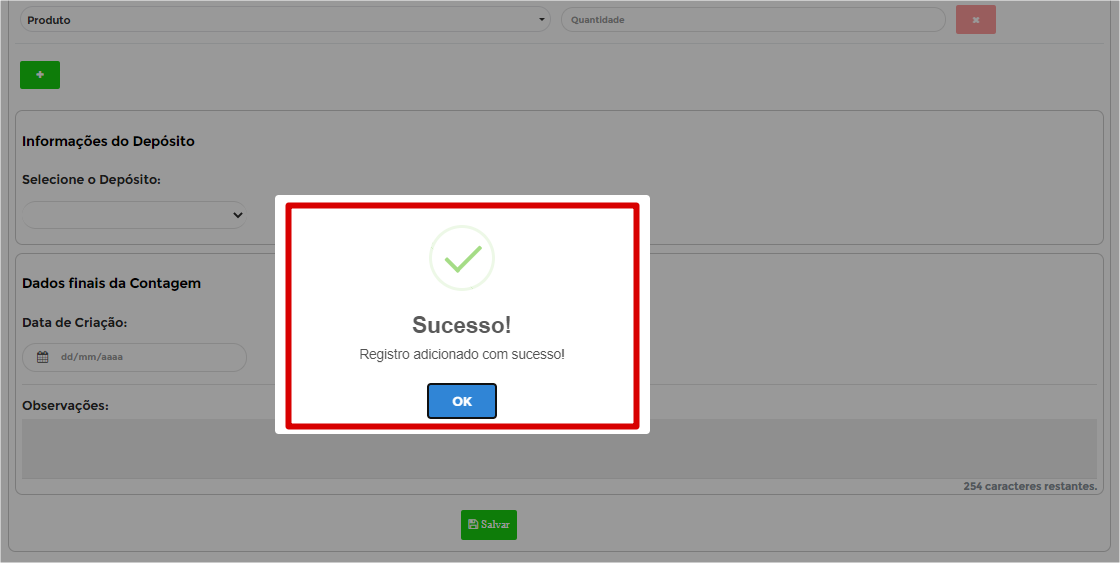 Produto
Quantidade
Informações do Depósito
Selecione o Depósito:
Dados finais da Contagem
Data de Criação:
dd/mm/aaaa
Observações:
254 caracteres restantes.
Salvar
Sucesso!
Registro adicionado com sucesso!
OK